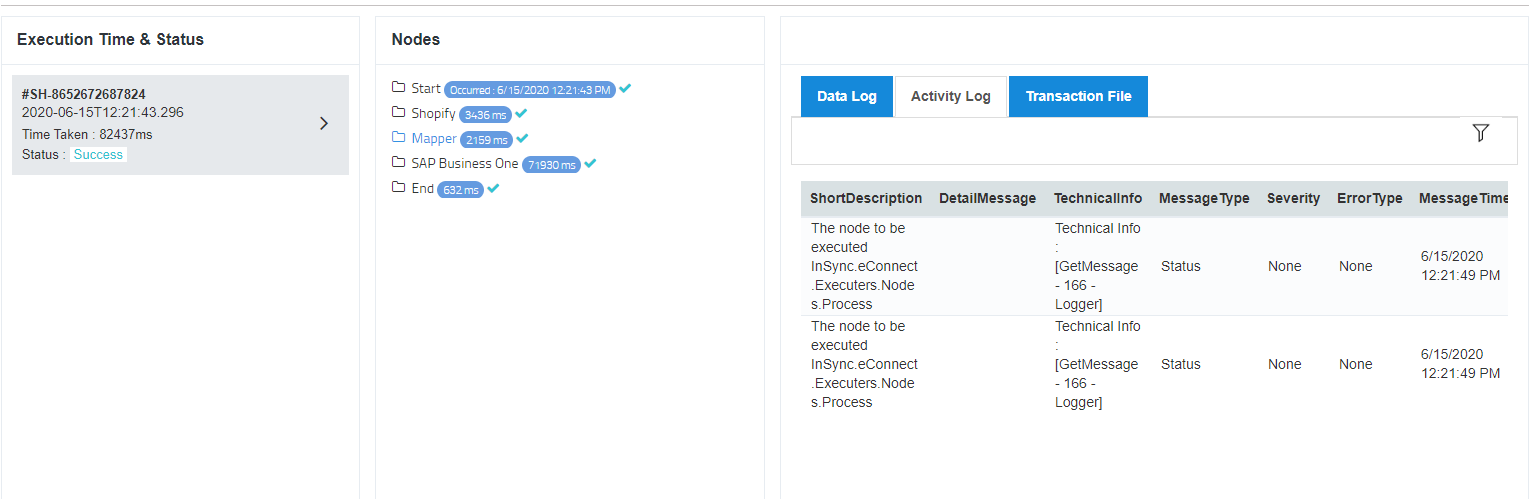 Execution Time & Status
#SH-8652672687824
2020-06-15T12:21:43.296
Time Taken : 82437ms
Status : Success
Nodes
Start Occurred : 6/15/2020 12:21:43 PM
Shopify 3436 ms
Mapper 2159 ms
SAP Business One 71930 ms
End 632 ms
Data Log Activity Log Transaction File
ShortDescription DetailMessage TechnicalInfo MessageType Severity ErrorType MessageTime
The node to be
executed
InSync.eConnect
.Executers.Node
s.Process
Technical Info
:
[GetMessage
- 166 -
Logger]
Status
None
None
6/15/2020
12:21:49 PM
The node to be
executed
InSync.eConnect
.Executers.Node
s.Process
Technical Info
:
[GetMessage
- 166 -
Logger]
Status
None
None
6/15/2020
12:21:49 PM